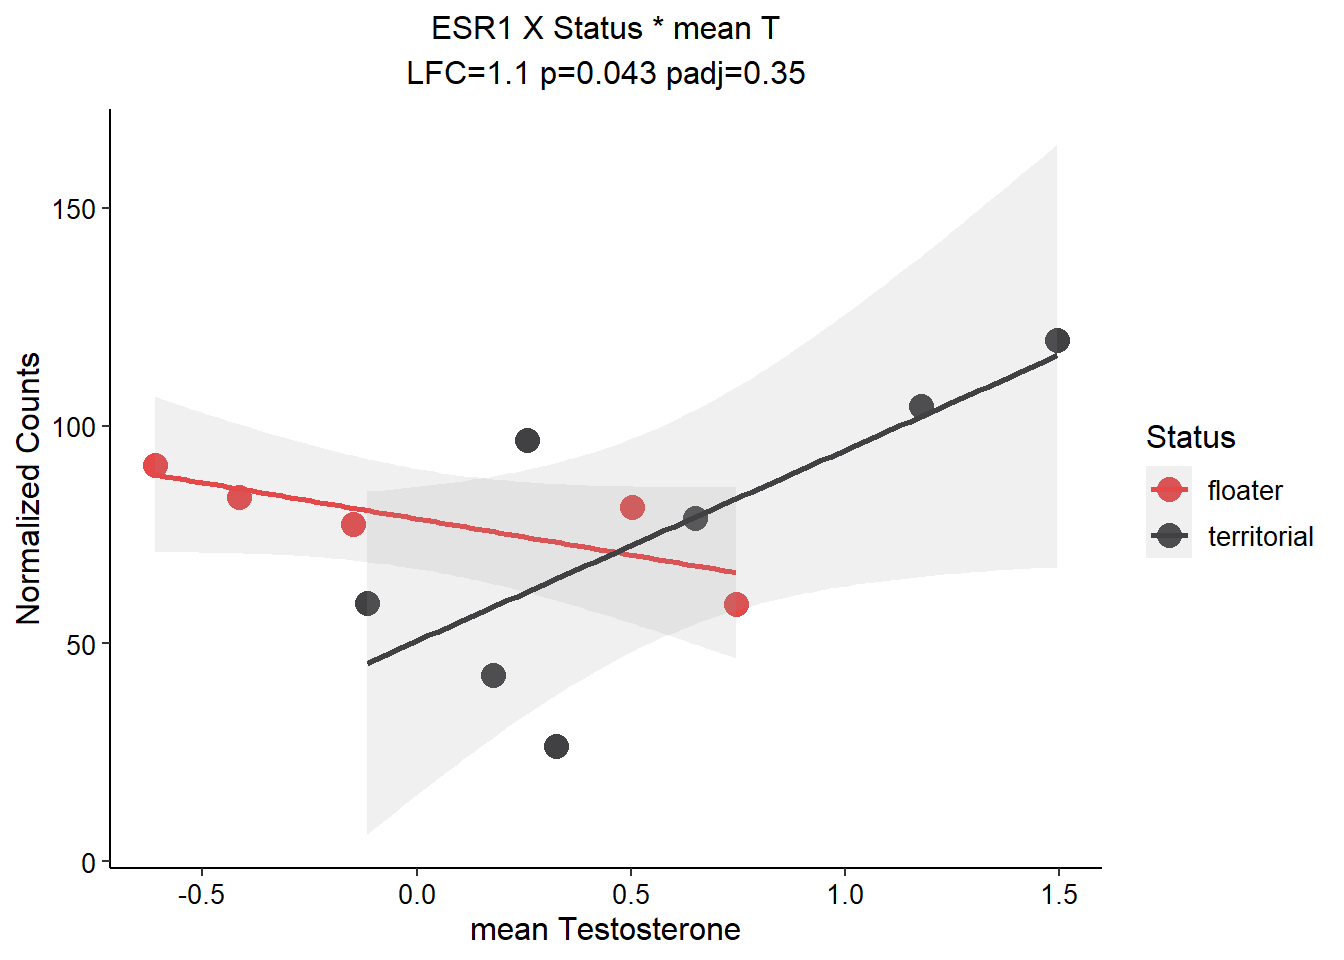 ESR1 X Status * mean T
LFC=1.1 p=0.043 padj=0.35
Normalized Counts
150
100
50
0
-0.5
0.0
0.5
1.0
1.5
mean Testosterone
Status
floater
territorial